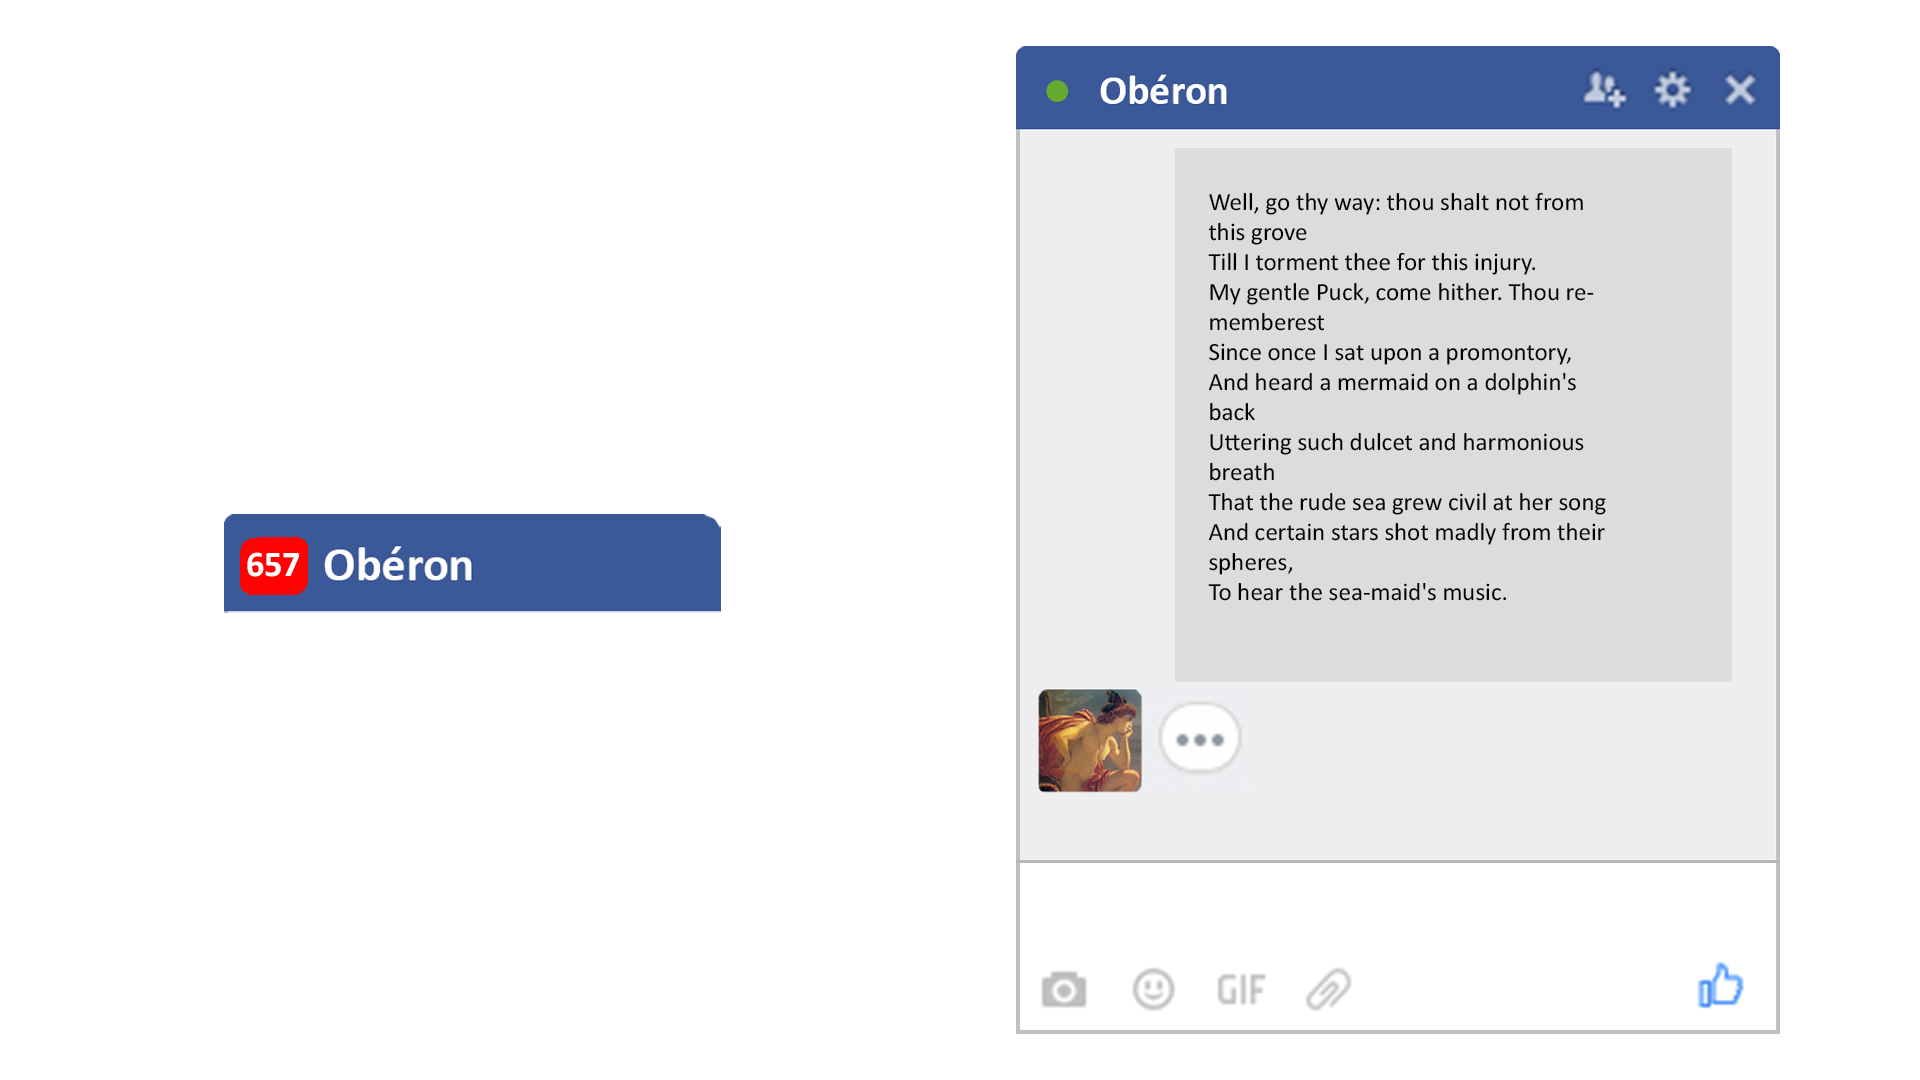 657 Obéron
Obéron
Well, go thy way: thou shalt not from
this grove
Till I torment thee for this injury.
My gentle Puck, come hither. Thou re-
memberest
Since once I sat upon a promontory,
And heard a mermaid on a dolphin's
back
Uttering such dulcet and harmonious
breath
That the rude sea grew civil at her song
And certain stars shot madly from their
spheres,
To hear the sea-maid's music.
GIF